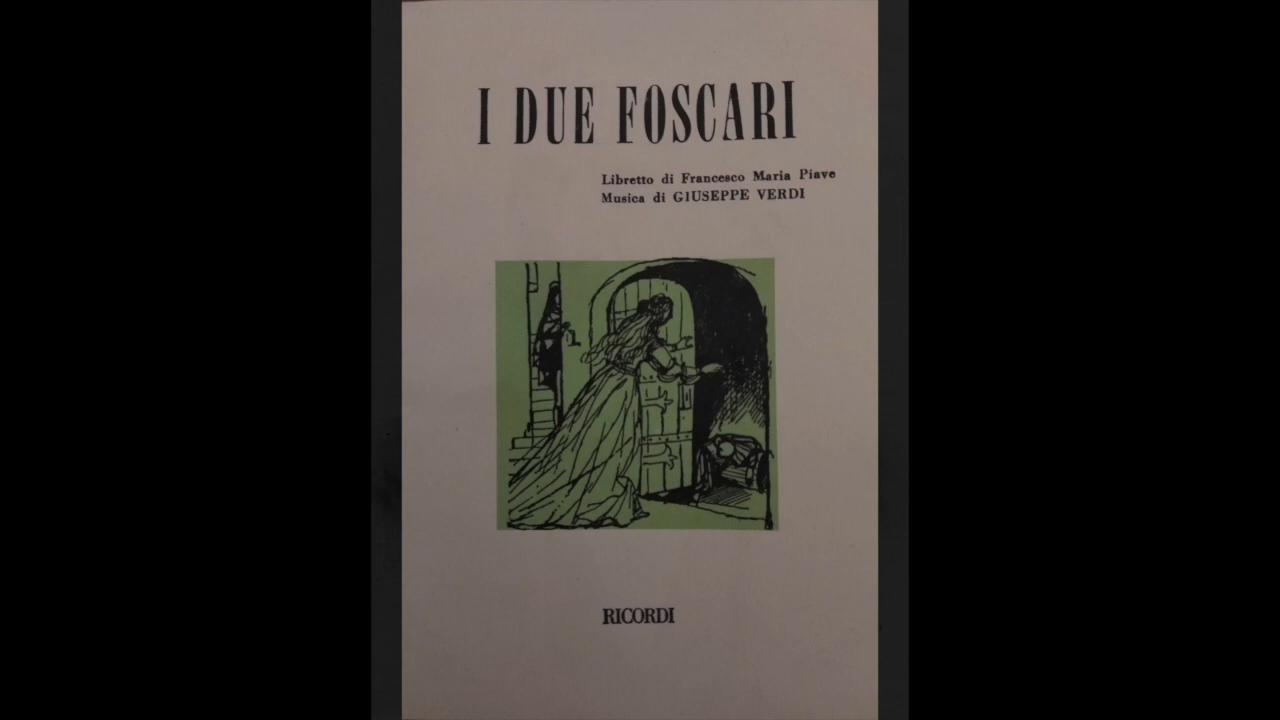 I DUE FOSCARI
Libretto di Francesco Maria Piave
Musica di GIUSEPPE VERDI
RICORDI